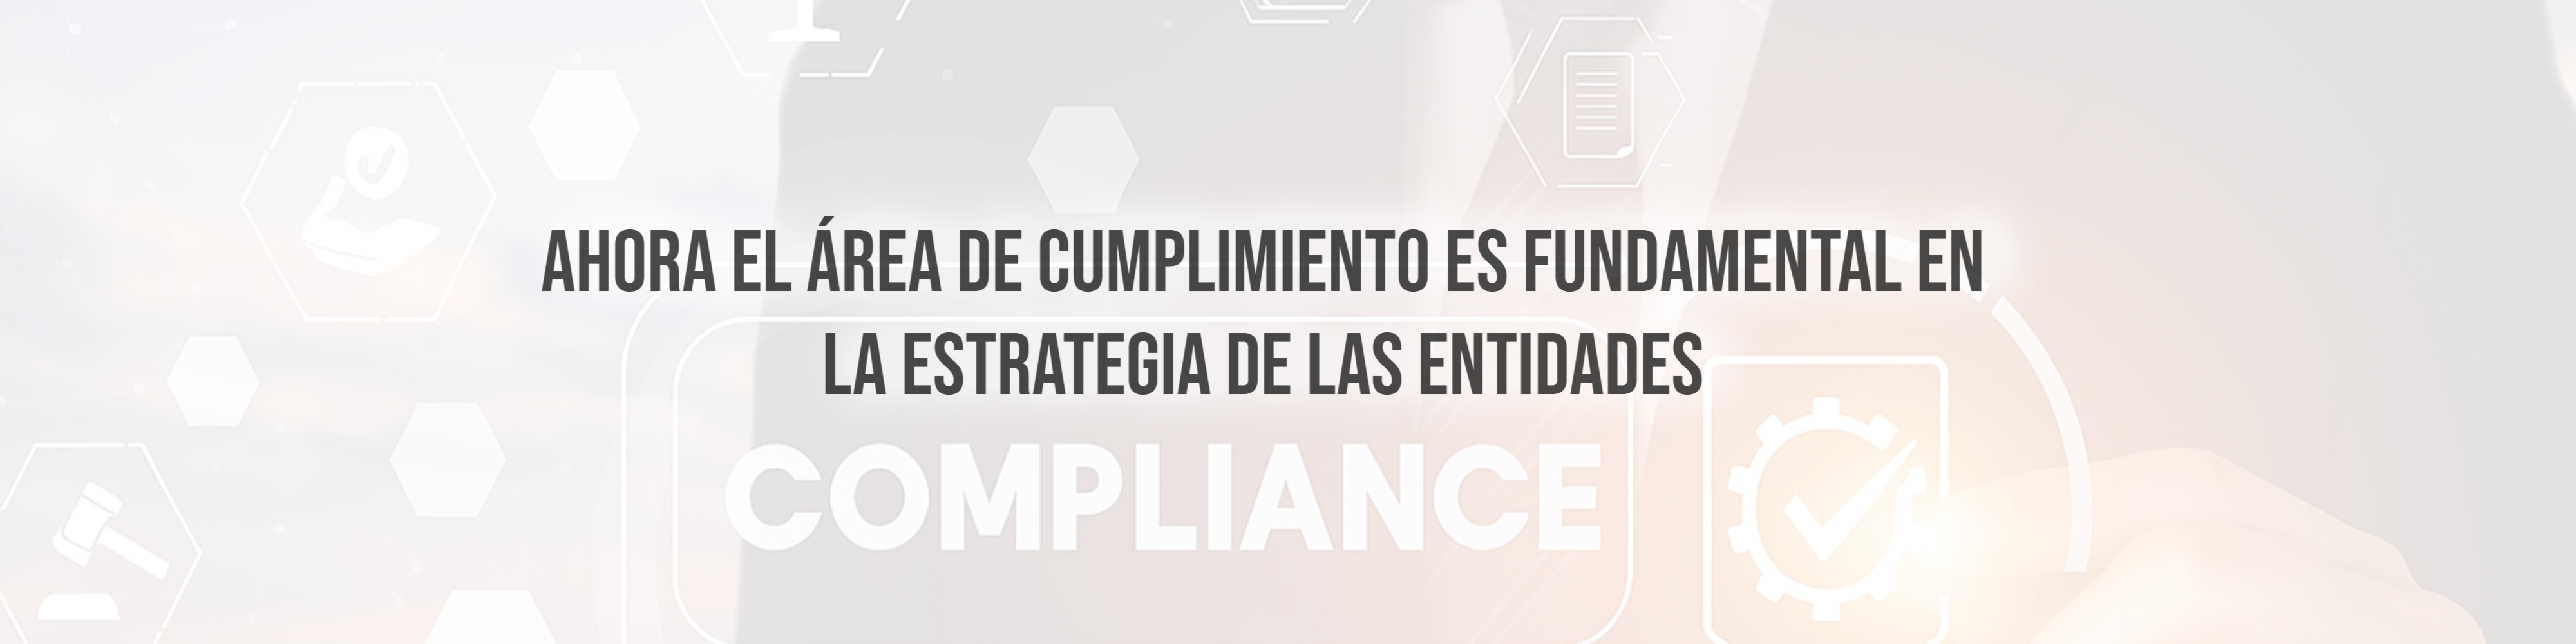 AHORA EL ÁREA DE CUMPLIMIENTO ES FUNDAMENTAL EN
LA ESTRATEGIA DE LAS ENTIDADES
COMPLIANCE